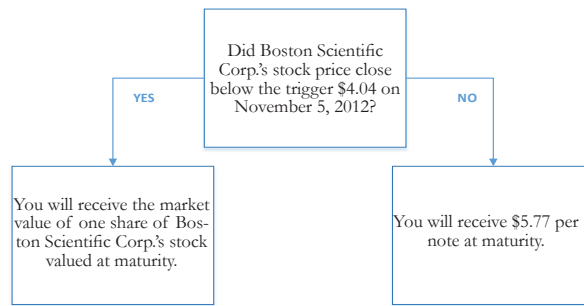 Did Boston Scientific
Corp.'s stock price close
below the trigger $4.04 on
November 5, 2012?
YES
NO
You will receive the market
value of one share of Bos-
ton Scientific Corp.'s stock
valued at maturity.
You will receive $5.77 per
note at maturity.